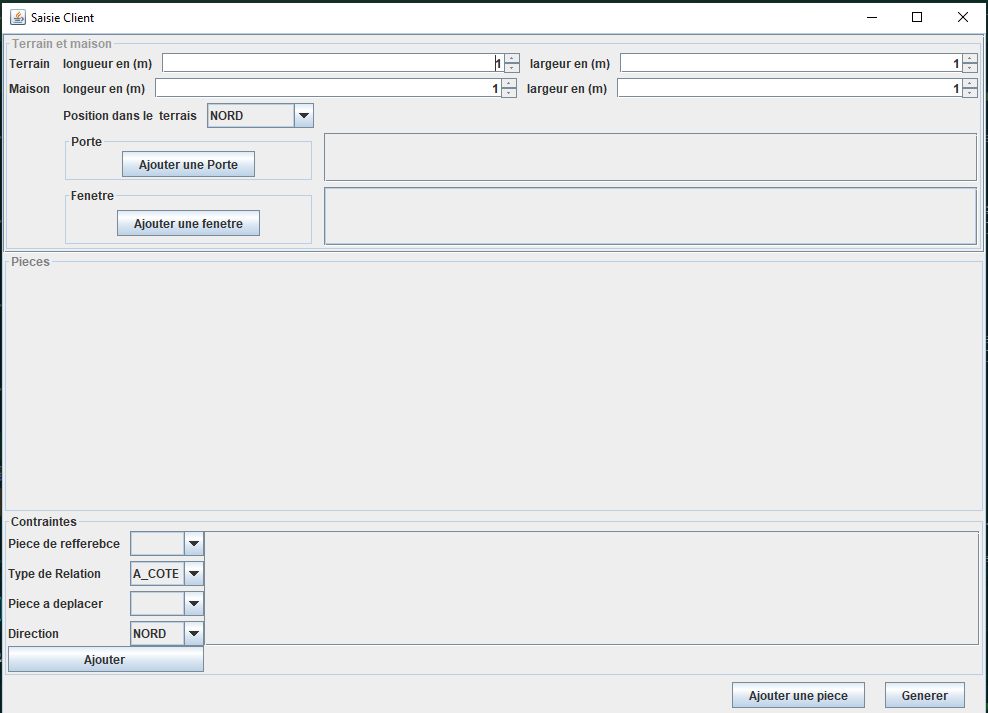 Saisie Client
Terrain et maison
Terrain longueur en (m) 1 largeur en (m) 1
Maison longeur en (m) 1 largeur en (m) 1
Position dans le terrais NORD
Porte
Ajouter une Porte
Fenetre
Ajouter une fenetre
Pieces
Contraintes
Piece de refferebce
Type de Relation A_COTE
Piece a deplacer
Direction NORD
Ajouter
Ajouter une piece Generer